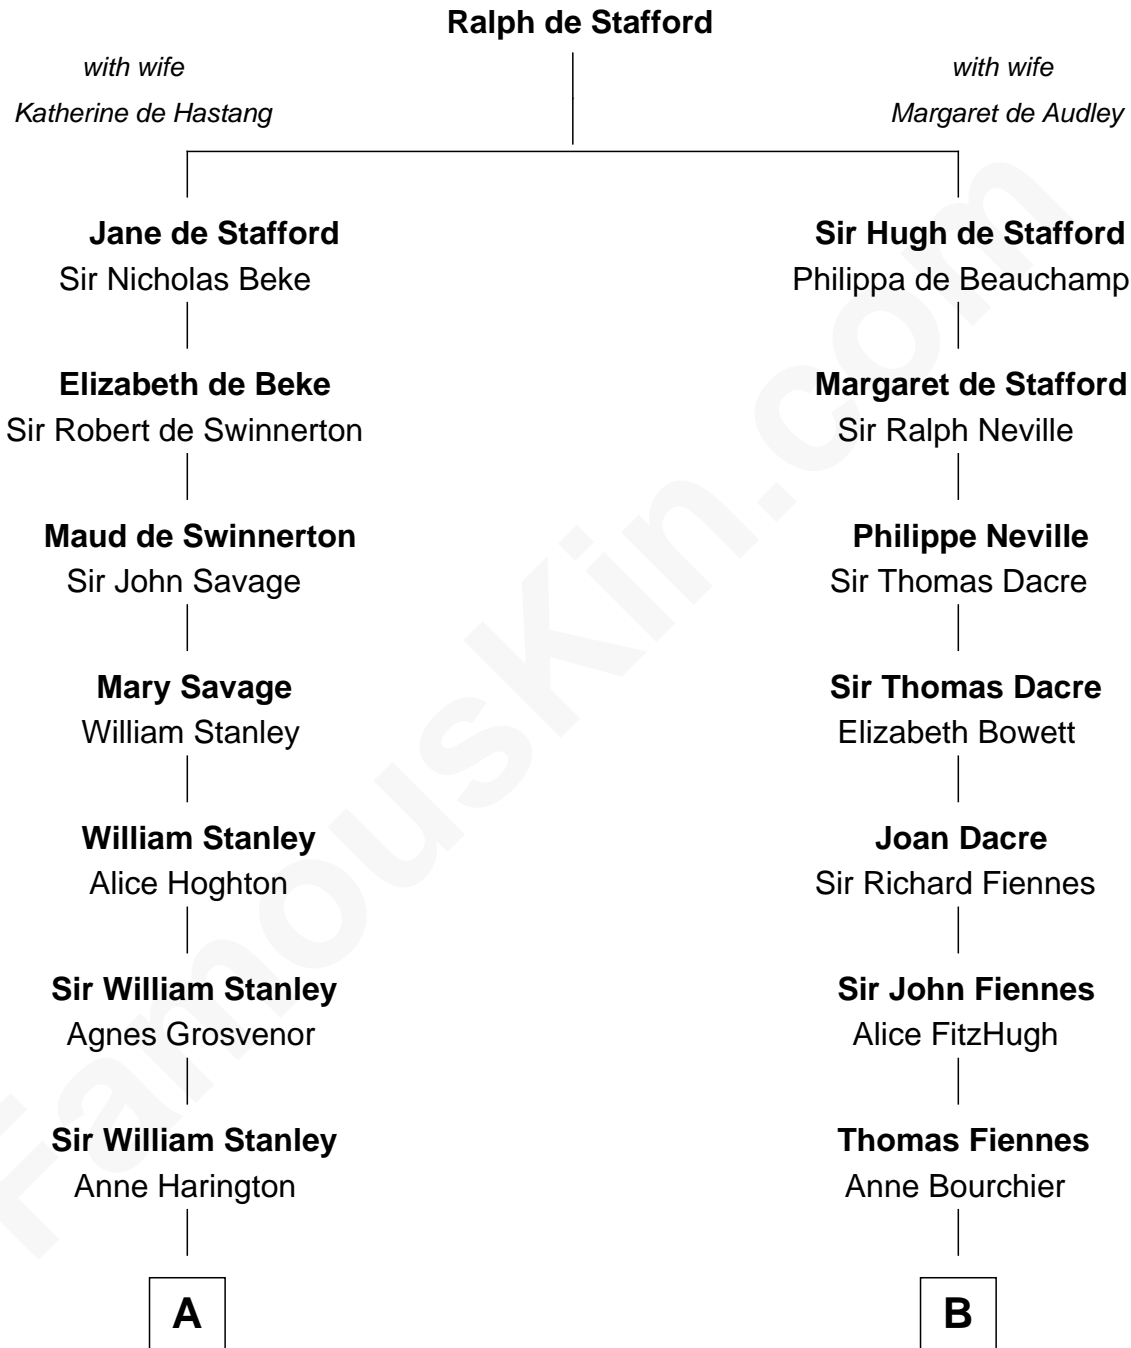 Ralph de Stafford
with wife
Katherine de Hastang
with wife
Margaret de Audley
Jane de Stafford
Sir Nicholas Beke
Elizabeth de Beke
Sir Robert de Swinnerton
Maud de Swinnerton
Sir John Savage
Mary Savage
William Stanley
William Stanley
Alice Hoghton
Sir William Stanley
Agnes Grosvenor
Sir William Stanley
Anne Harington
A
Sir Hugh de Stafford
Philippa de Beauchamp
Margaret de Stafford
Sir Ralph Neville
Philippe Neville
Sir Thomas Dacre
Sir Thomas Dacre
Elizabeth Bowett
Joan Dacre
Sir Richard Fiennes
Sir John Fiennes
Alice FitzHugh
Thomas Fiennes
Anne Bourchier
B
FamousKin.com